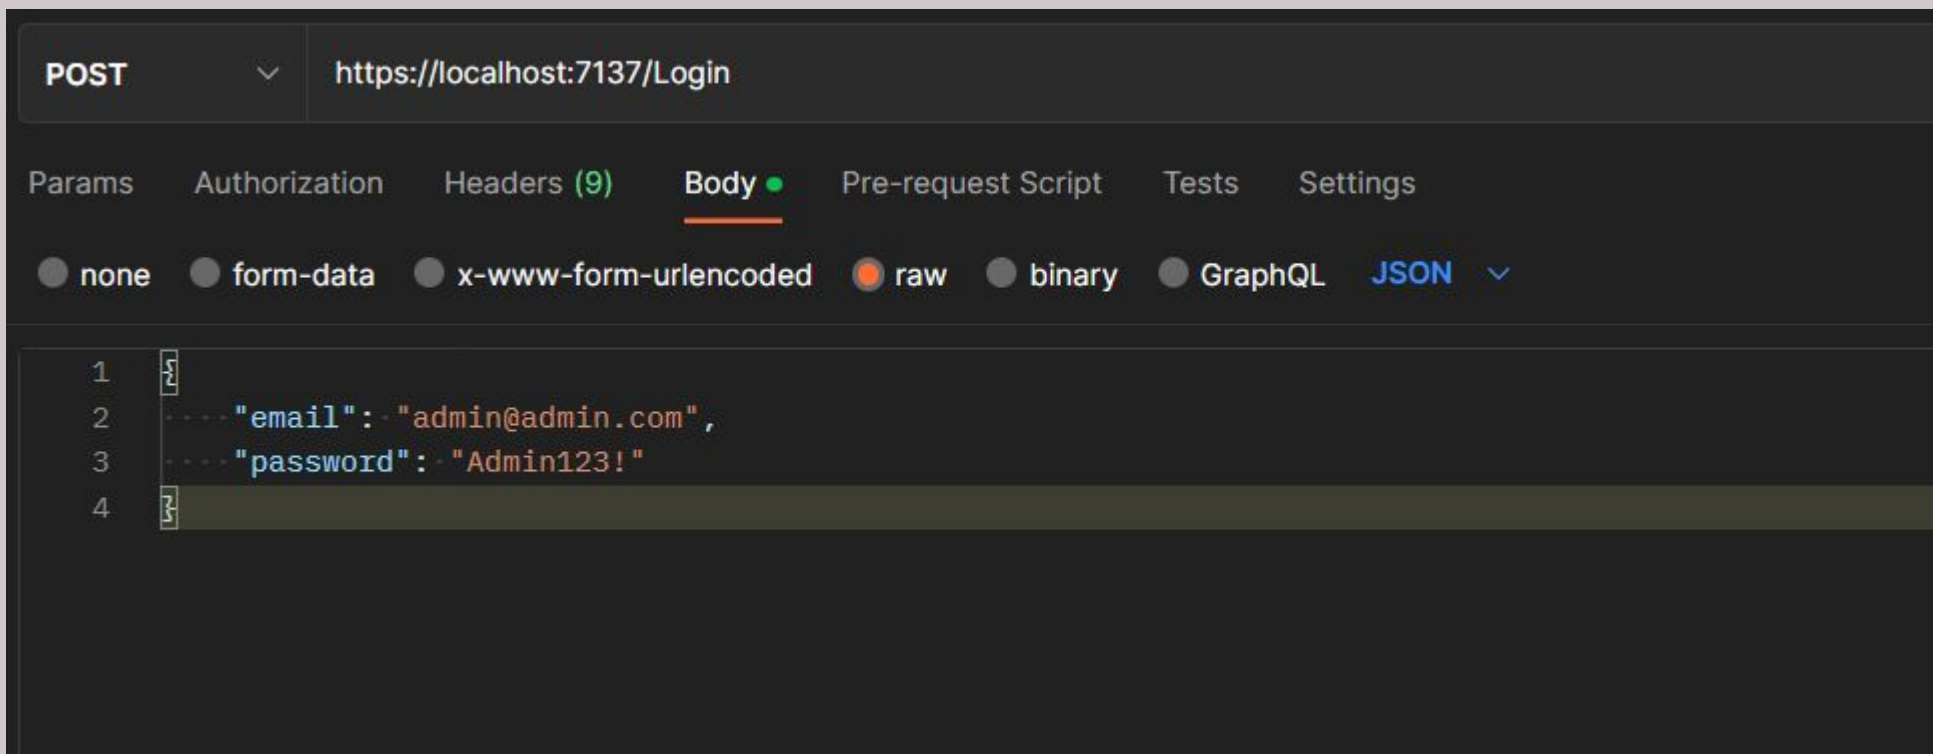 POST https://localhost:7137/Login
Params Authorization Headers (9) Body Pre-request Script Tests Settings
none form-data x-www-form-urlencoded raw binary GraphQL JSON
1 {
2 "email": "admin@admin.com",
3 "password": "Admin123!"
4 }